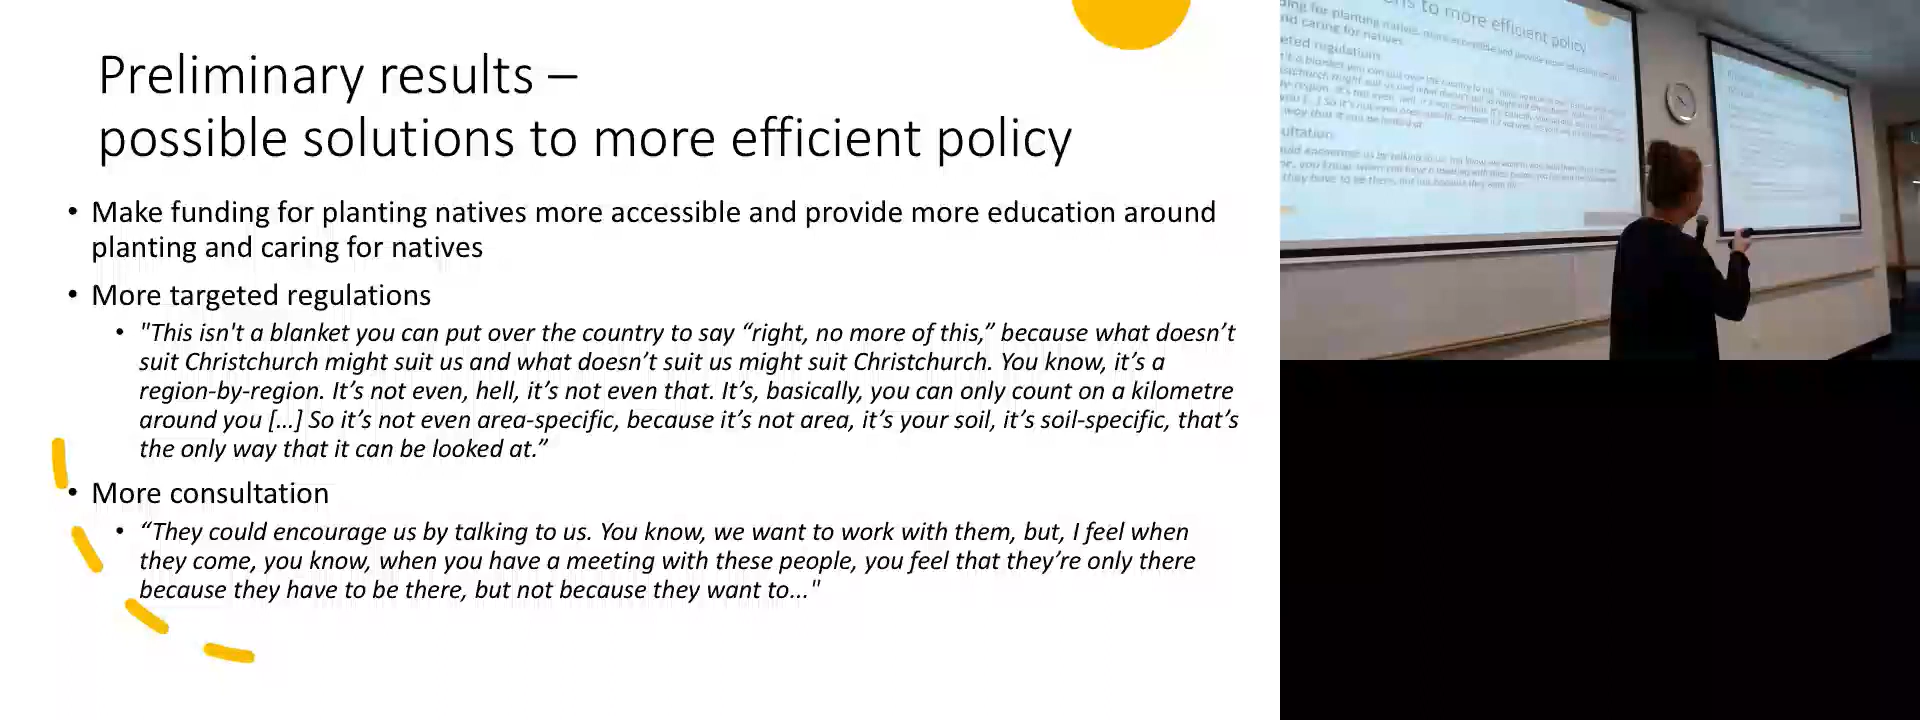 Preliminary results –
possible solutions to more efficient policy
• Make funding for planting natives more accessible and provide more education around
planting and caring for natives
• More targeted regulations
• "This isn't a blanket you can put over the country to say “right, no more of this,” because what doesn’t
suit Christchurch might suit us and what doesn’t suit us might suit Christchurch. You know, it’s a
region-by-region. It’s not even, hell, it’s not even that. It’s, basically, you can only count on a kilometre
around you […] So it’s not even area-specific, because it’s not area, it’s your soil, it’s soil-specific, that’s
the only way that it can be looked at.”
• More consultation
• “They could encourage us by talking to us. You know, we want to work with them, but, I feel when
they come, you know, when you have a meeting with these people, you feel that they’re only there
because they have to be there, but not because they want to..."